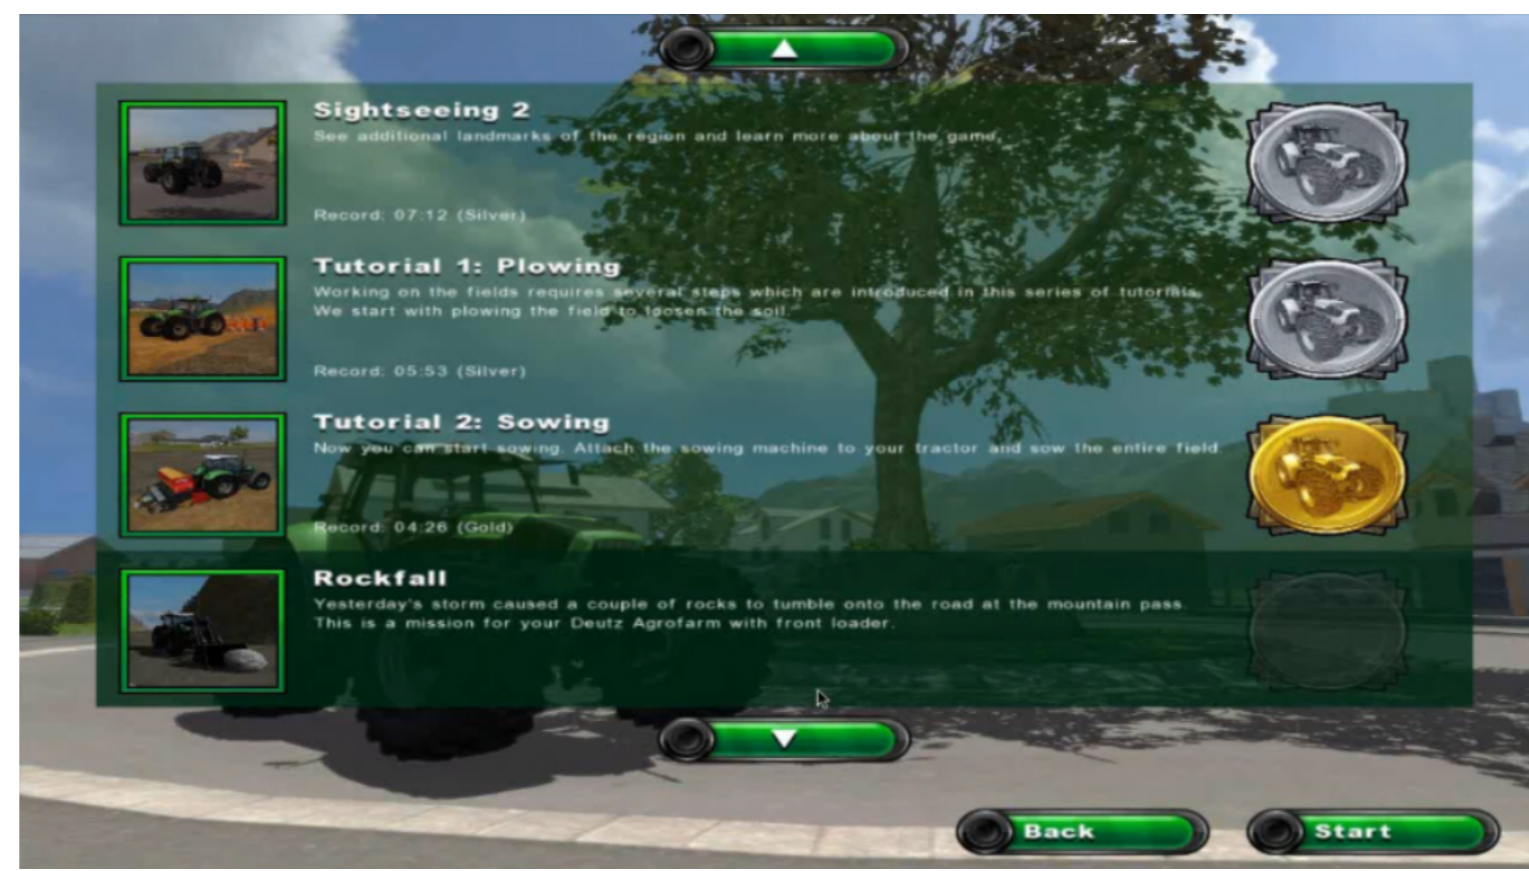 Sightseeing 2
See additional landmarks of the region and learn more about the game.
Record: 07:12 (Silver)
Tutorial 1: Plowing
Working on the fields requires several steps which are introduced in this series of tutorials.
We start with plowing the field to loosen the soil.
Record: 05:53 (Silver)
Tutorial 2: Sowing
Now you can start sowing. Attach the sowing machine to your tractor and sow the entire field.
Record: 04:26 (Gold)
Rockfall
Yesterday's storm caused a couple of rocks to tumble onto the road at the mountain pass.
This is a mission for your Deutz Agrofarm with front loader.
Back
Start